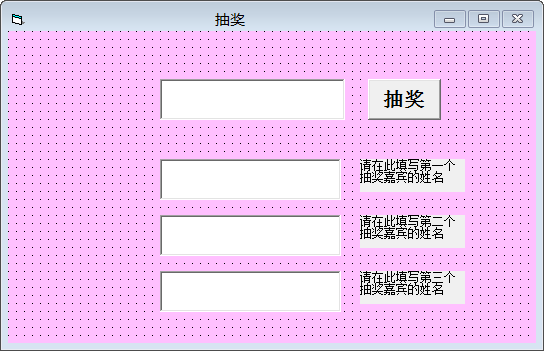 抽奖
抽奖
请在此填写第一个
抽奖嘉宾的姓名
请在此填写第二个
抽奖嘉宾的姓名
请在此填写第三个
抽奖嘉宾的姓名